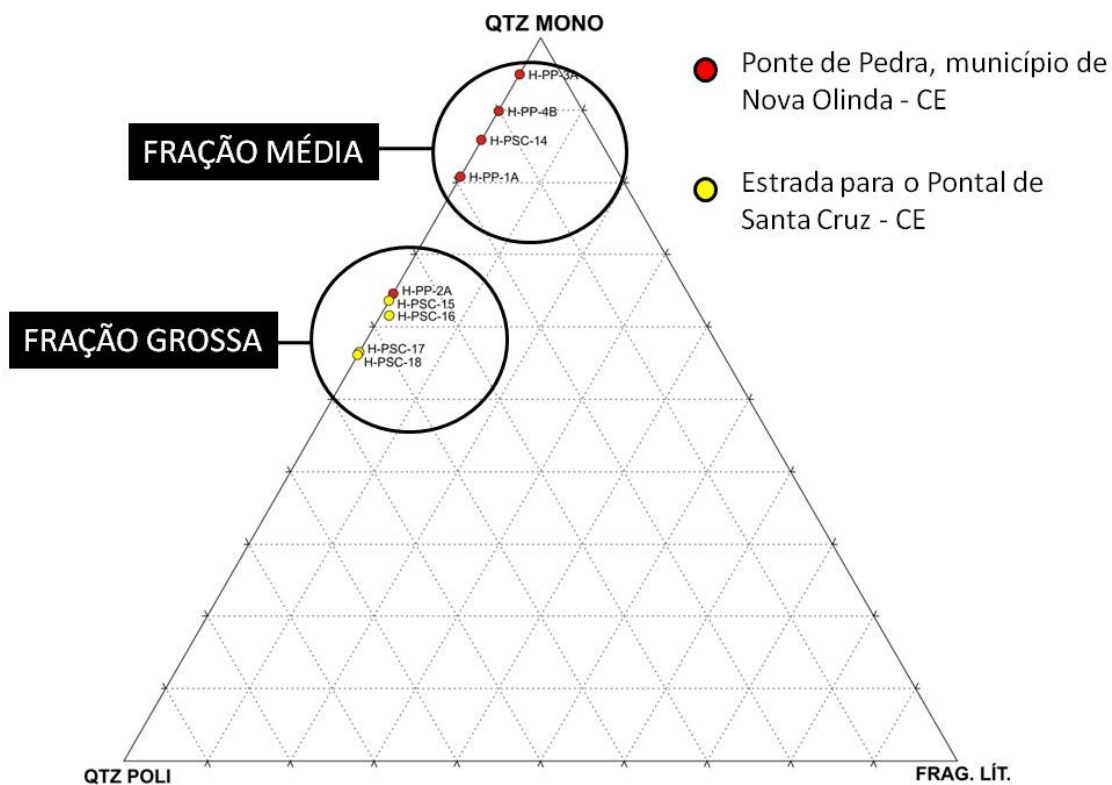 QTZ MONO
H-PP-3A
H-PP-4B
H-PSC-14
H-PP-1A
FRAÇÃO MÉDIA
Ponte de Pedra, município de
Nova Olinda - CE
Estrada para o Pontal de
Santa Cruz - CE
H-PP-2A
H-PSC-15
H-PSC-16
H-PSC-17
H-PSC-18
FRAÇÃO GROSSA
QTZ POLI
FRAG. LÍT.